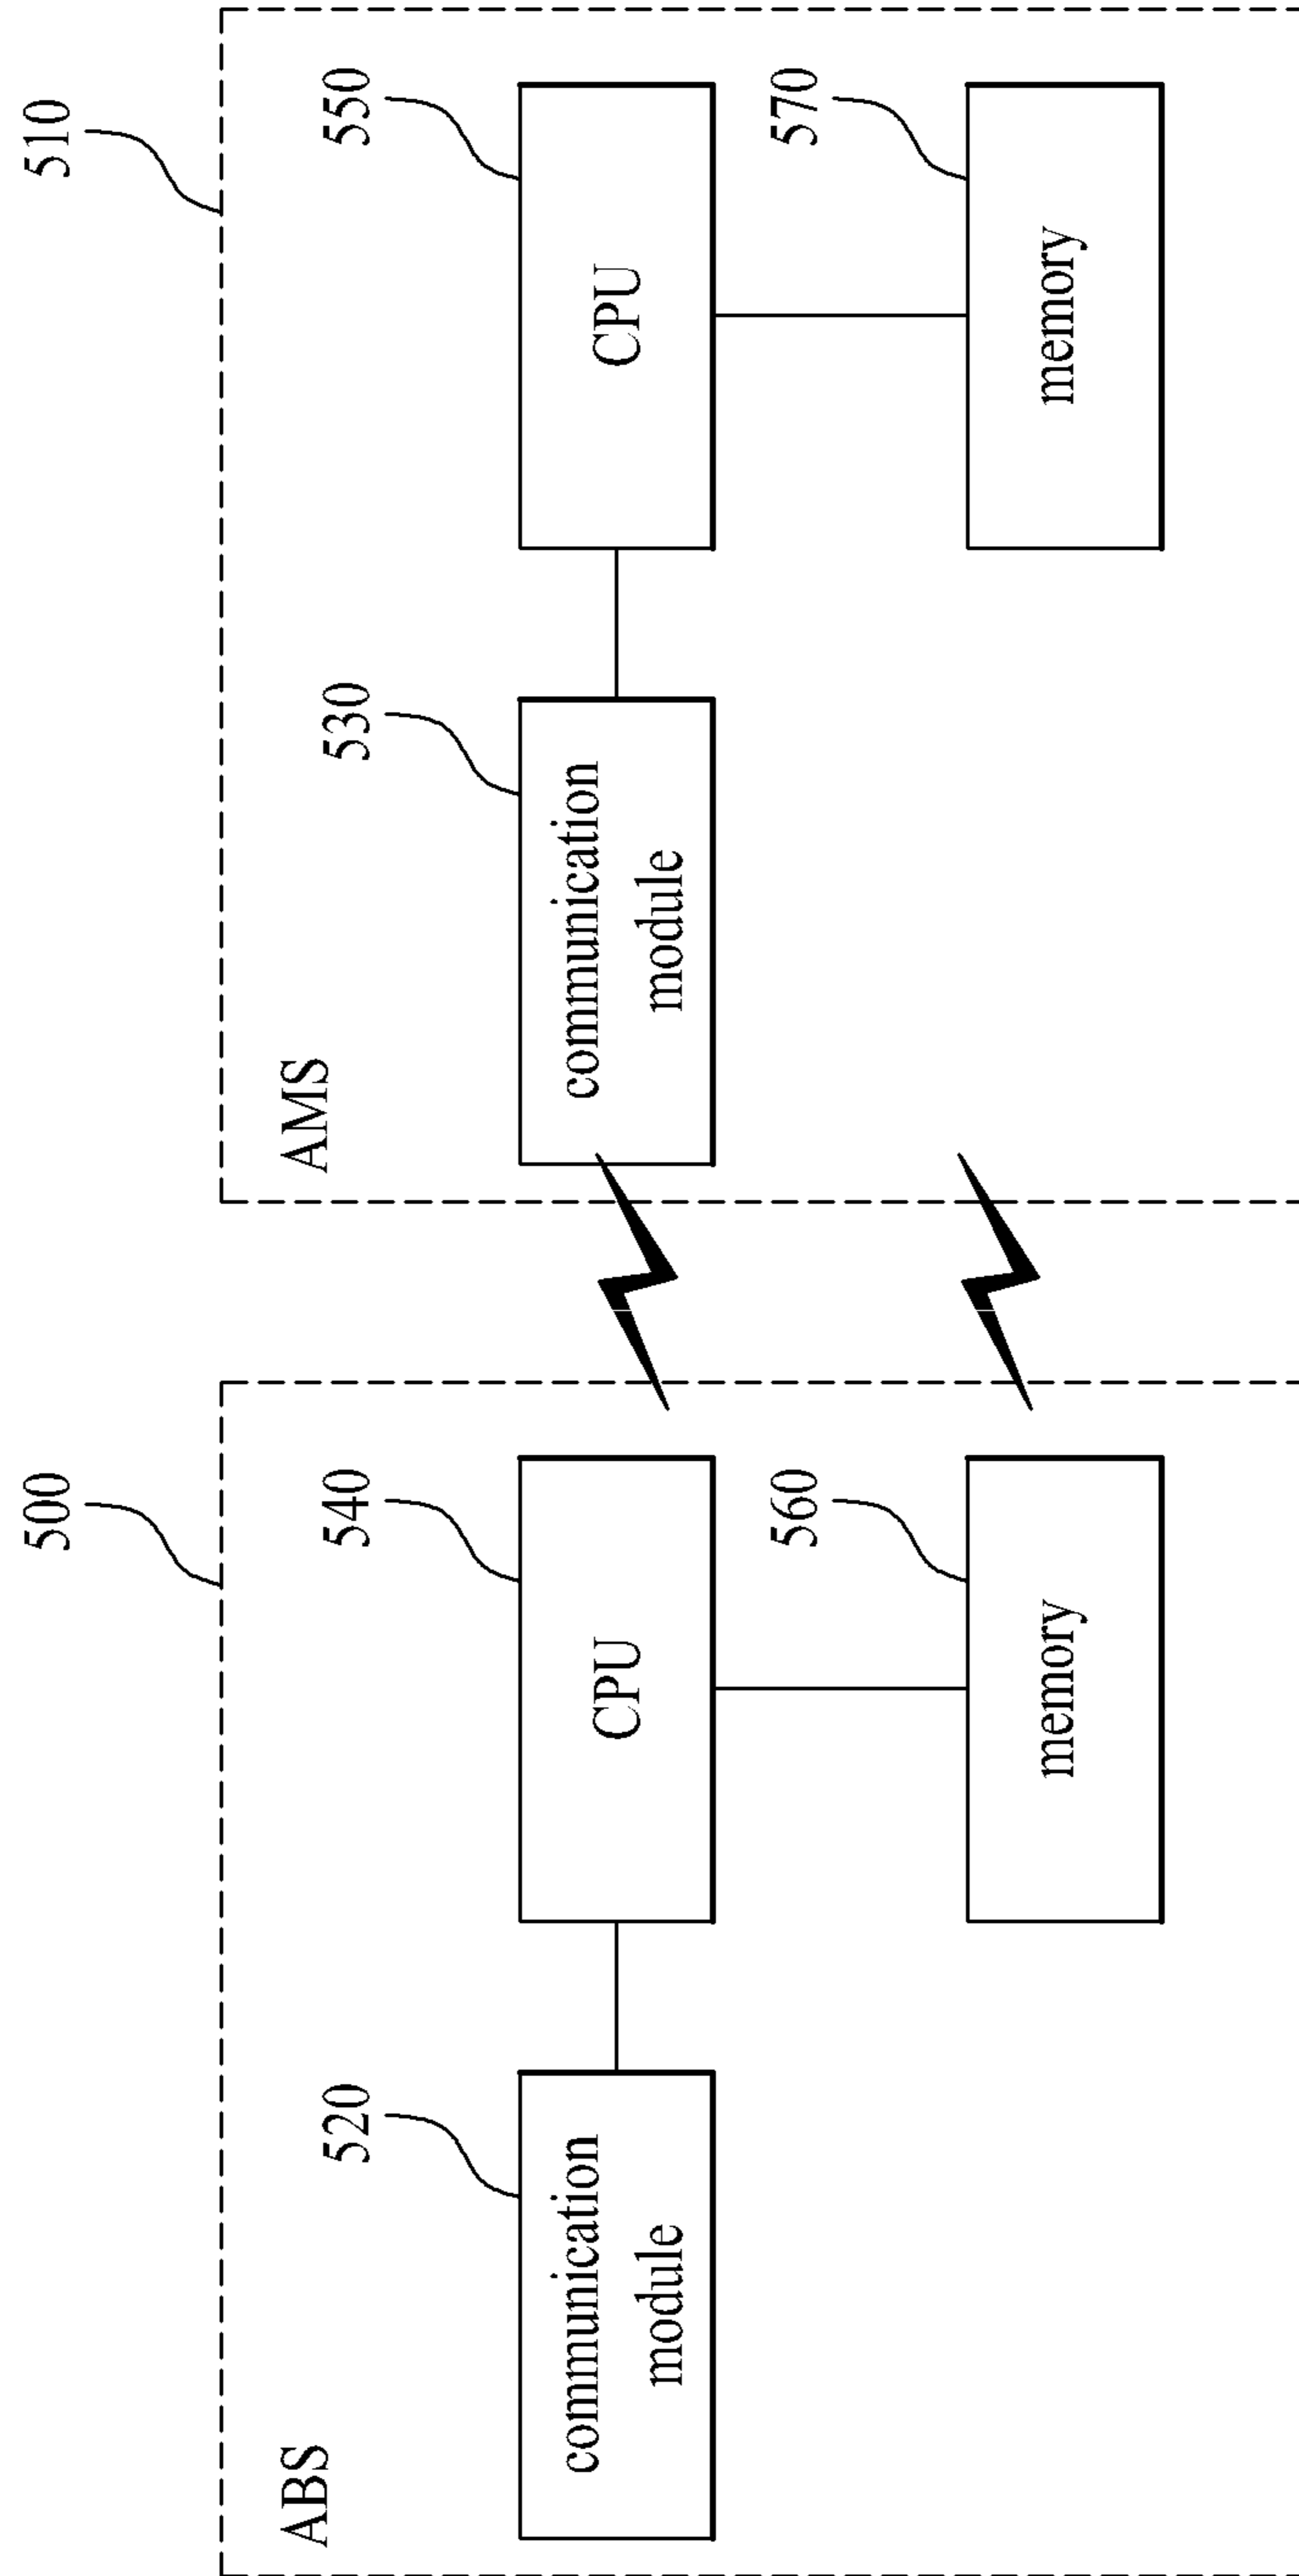 500
510
ABS
AMS
520
540
530
550
communication
module
CPU
communication
module
CPU
560
570
memory
memory